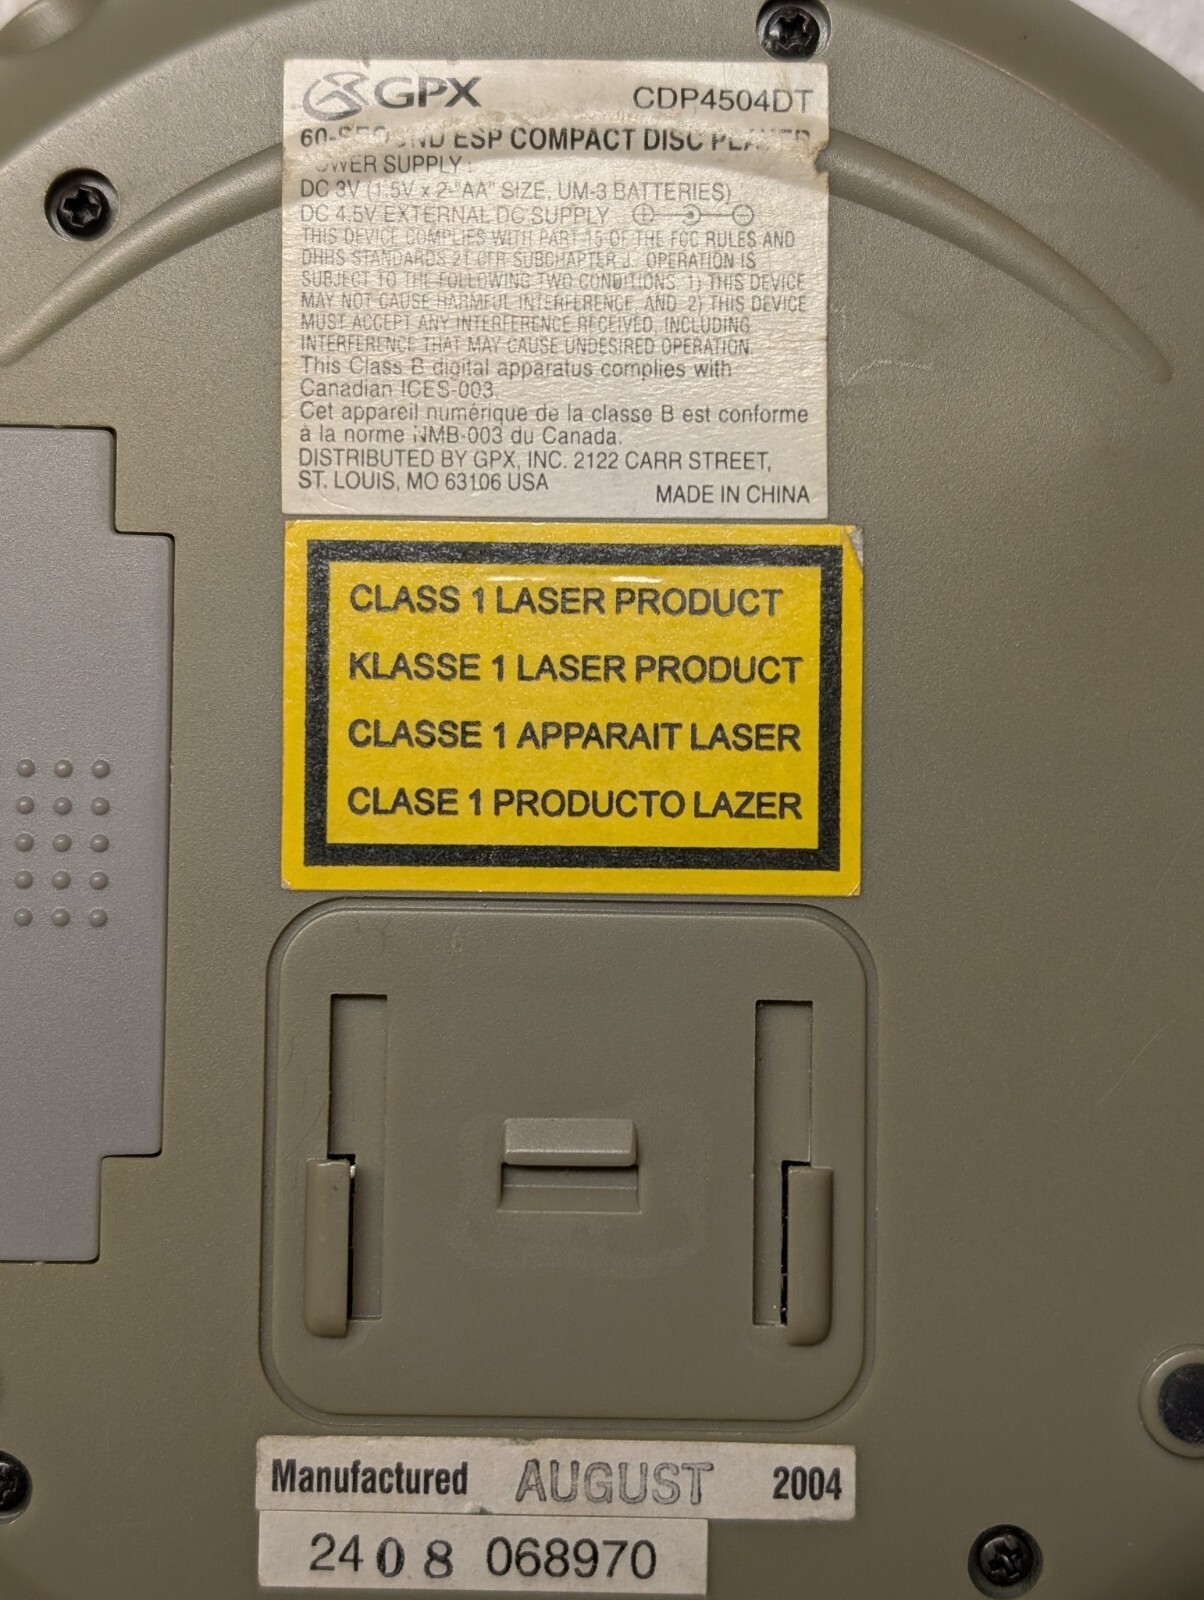 GPX CDP4504DT
60-SECOND ESP COMPACT DISC PLAYER
POWER SUPPLY:
DC 3V (1.5V x 2-"AA" SIZE, UM-3 BATTERIES)
DC 4.5V EXTERNAL DC SUPPLY
THIS DEVICE COMPLIES WITH PART 15 OF THE FCC RULES AND
DHHS STANDARDS 21 CFR SUBCHAPTER J. OPERATION IS
SUBJECT TO THE FOLLOWING TWO CONDITIONS 1) THIS DEVICE
MAY NOT CAUSE HARMFUL INTERFERENCE, AND 2) THIS DEVICE
MUST ACCEPT ANY INTERFERENCE RECEIVED, INCLUDING
INTERFERENCE THAT MAY CAUSE UNDESIRED OPERATION.
This Class B digital apparatus complies with
Canadian ICES-003.
Cet appareil numérique de la classe B est conforme
à la norme NMB-003 du Canada.
DISTRIBUTED BY GPX, INC. 2122 CARR STREET,
ST. LOUIS, MO 63106 USA
MADE IN CHINA
CLASS 1 LASER PRODUCT
KLASSE 1 LASER PRODUCT
CLASSE 1 APPARAIT LASER
CLASE 1 PRODUCTO LAZER
Manufactured AUGUST 2004
2408 068970